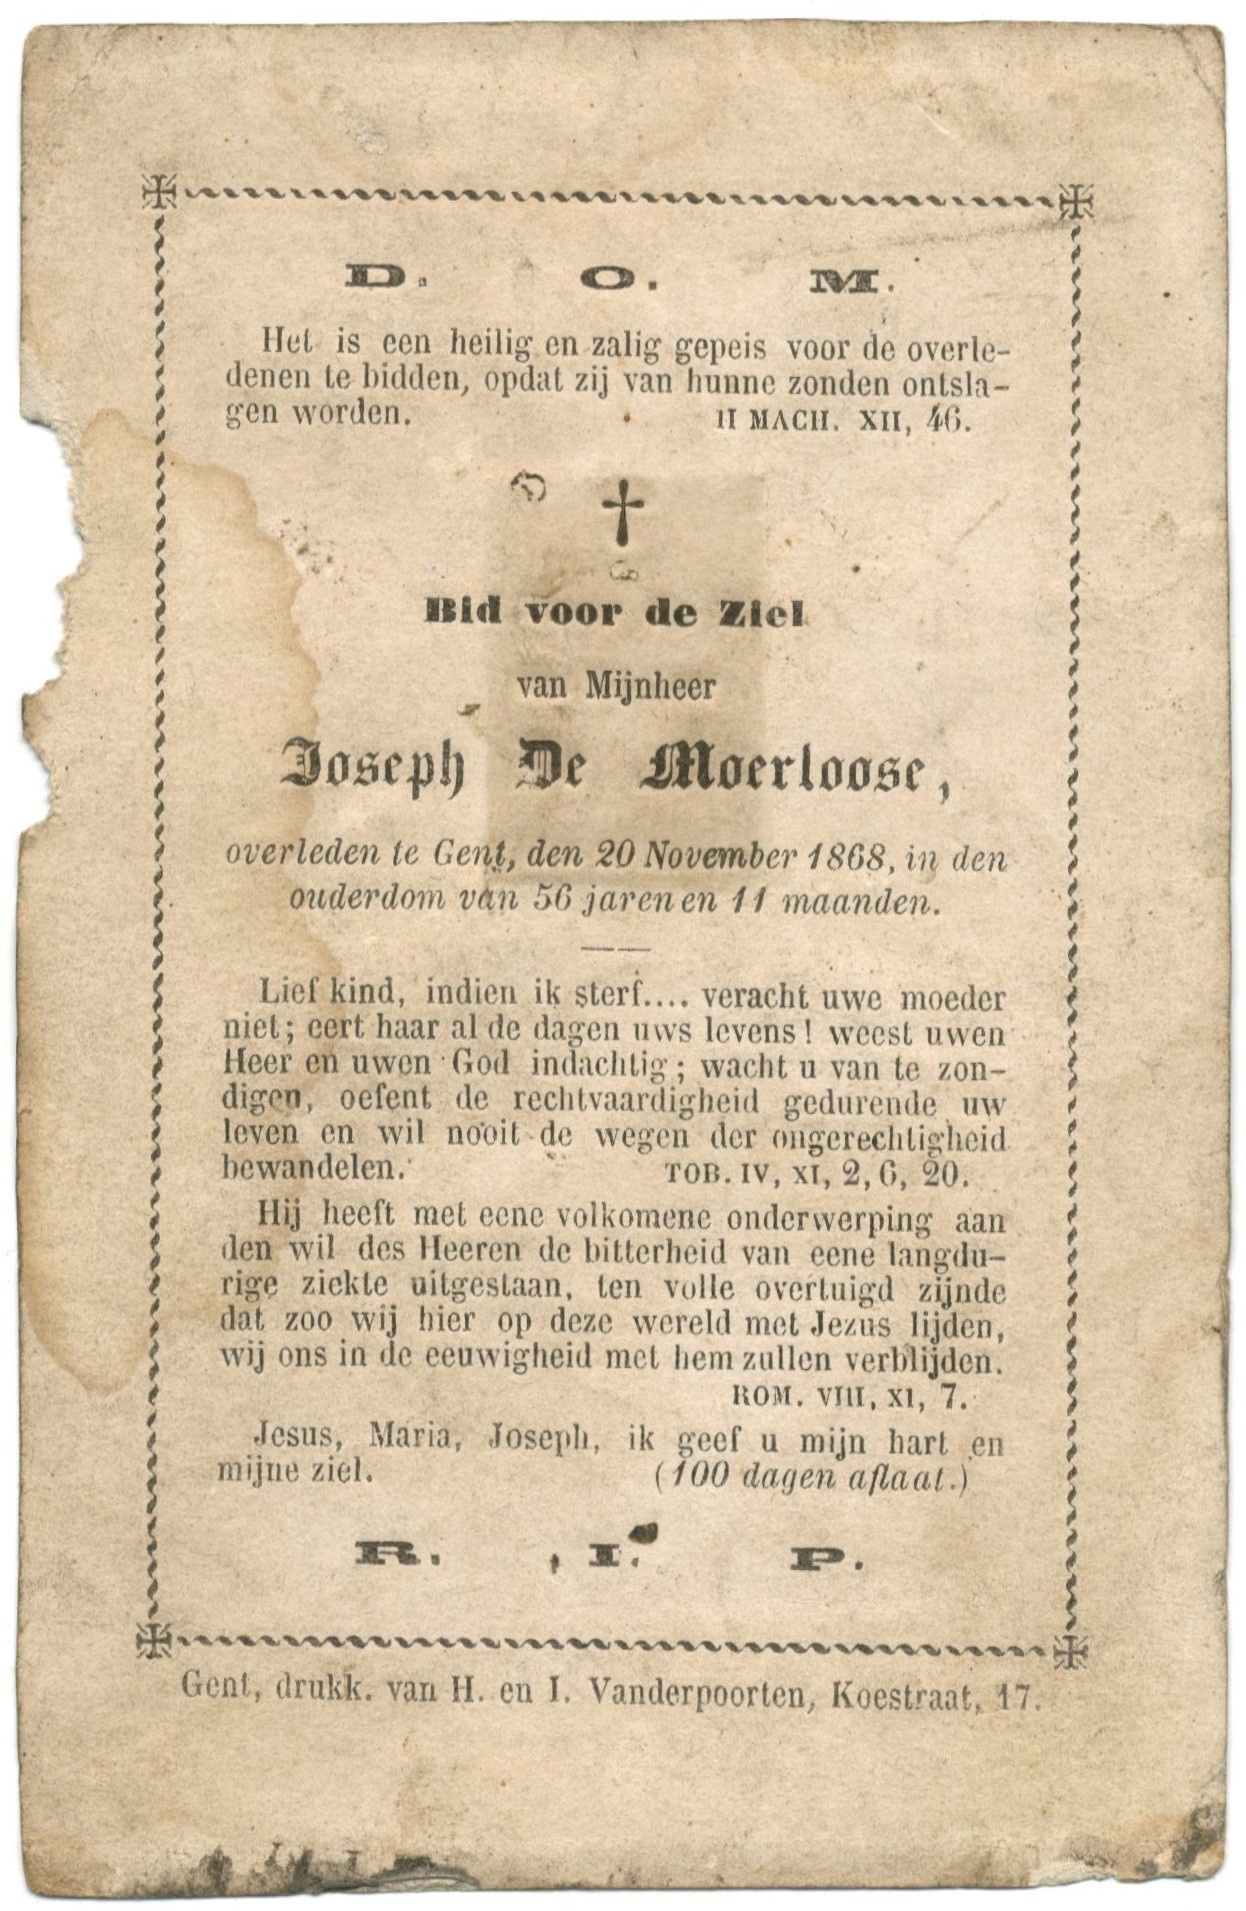 D. O. M.
Het is een heilig en zalig gepeis voor de overle-
denen te bidden, opdat zij van hunne zonden ontsla-
gen worden. II MACH. XII, 46.
†
Bid voor de Ziel
van Mijnheer
Joseph De Moerloose,
overleden te Gent, den 20 November 1868, in den
ouderdom van 56 jaren en 11 maanden.
Lief kind, indien ik sterf.... veracht uwe moeder
niet; eert haar al de dagen uws levens! weest uwen
Heer en uwen God indachtig; wacht u van te zon-
digen, oefent de rechtvaardigheid gedurende uw
leven en wil nooit de wegen der ongerechtigheid
bewandelen. TOB. IV, XI, 2, 6, 20.
Hij heeft met eene volkomene onderwerping aan
den wil des Heeren de bitterheid van eene langdu-
rige ziekte uitgestaan, ten volle overtuigd zijnde
dat zoo wij hier op deze wereld met Jezus lijden,
wij ons in de eeuwigheid met hem zullen verblijden.
ROM. VIII, XI, 7.
Jesus, Maria, Joseph, ik geef u mijn hart en
mijne ziel. (100 dagen aflaat.)
R. I. P.
Gent, drukk. van H. en I. Vanderpoorten, Koestraat, 17.